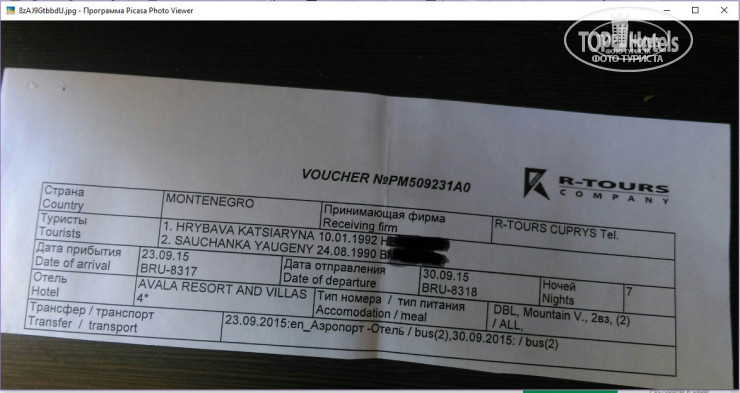 8zAJ9GtbbdU.jpg - Программа Picasa Photo Viewer
TOP Hotels
ФОТО ТУРИСТА
VOUCHER №PM509231A0
R-TOURS
COMPANY
Страна
Country
MONTENEGRO
Принимающая фирма
Receiving firm
R-TOURS CUPRYS Tel.
Туристы
Tourists
1. HRYBAVA KATSIARYNA 10.01.1992
2. SAUCHANKA YAUGENY 24.08.1990
Дата прибытия
Date of arrival
23.09.15
BRU-8317
Дата отправления
Date of departure
30.09.15
BRU-8318
Ночей
Nights
7
Отель
Hotel
AVALA RESORT AND VILLAS
4*
Тип номера / тип питания
Accomodation / meal
DBL, Mountain V., 2вз, (2)
/ ALL,
Трансфер / транспорт
Transfer / transport
23.09.2015:en_Аэропорт -Отель / bus(2),30.09.2015: / bus(2)